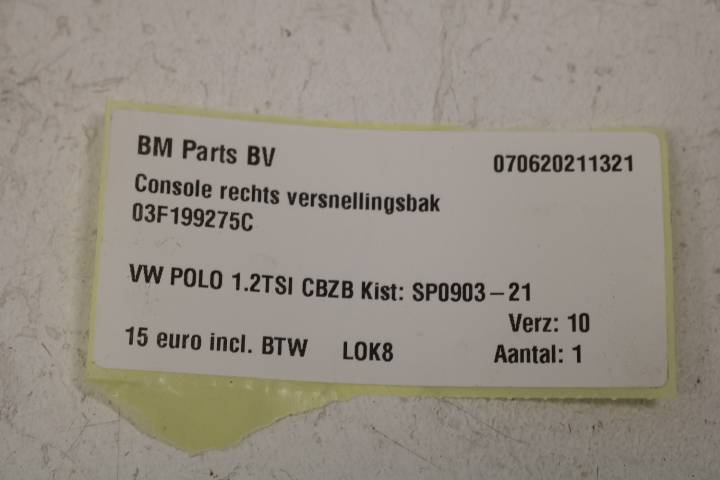 BM Parts BV 070620211321
Console rechts versnellingsbak
03F199275C
VW POLO 1.2TSI CBZB Kist: SP0903-21
Verz: 10
15 euro incl. BTW LOK8 Aantal: 1